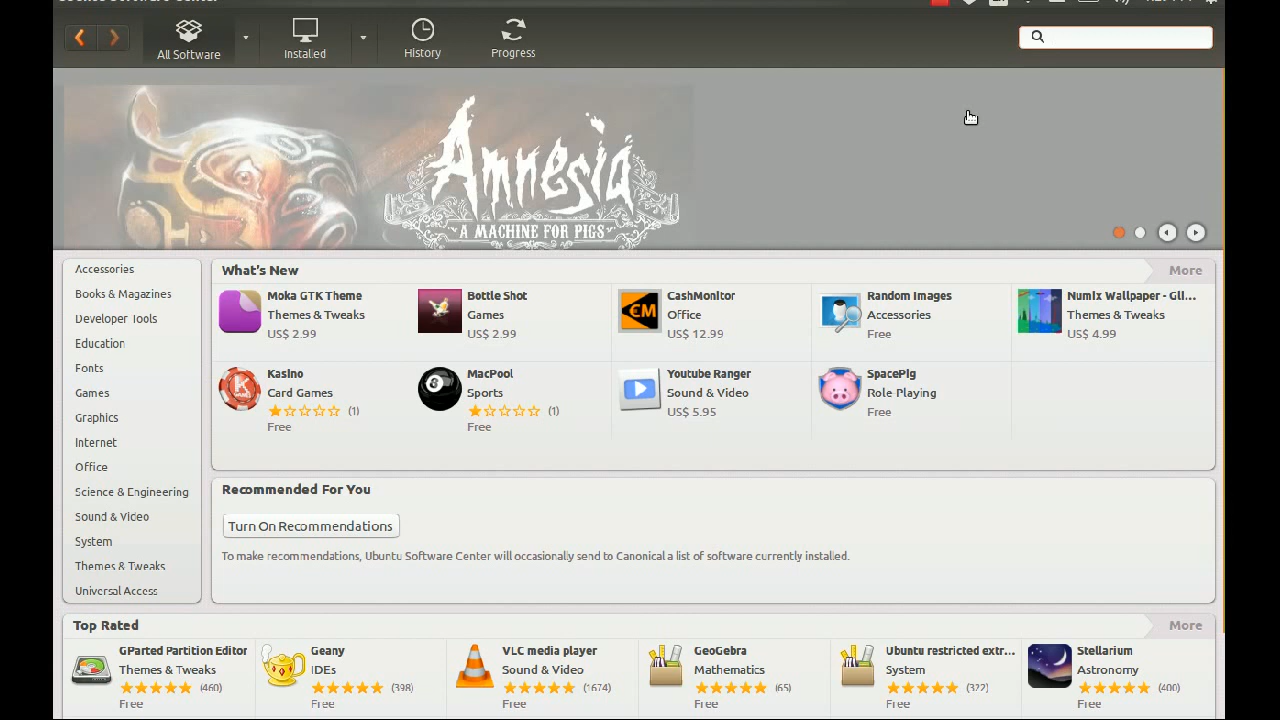 All Software
Installed
History
Progress
Amnesia
A MACHINE FOR PIGS
Accessories
Books & Magazines
Developer Tools
Education
Fonts
Games
Graphics
Internet
Office
Science & Engineering
Sound & Video
System
Themes & Tweaks
Universal Access
What's New
More
Moka GTK Theme
Themes & Tweaks
US$ 2.99
Bottle Shot
Games
US$ 2.99
CashMonitor
Office
US$ 12.99
€M
Random Images
Accessories
Free
Numix Wallpaper - Gli...
Themes & Tweaks
US$ 4.99
Kasino
Card Games
(1)
Free
K
MacPool
Sports
(1)
Free
8
Youtube Ranger
Sound & Video
US$ 5.95
SpacePig
Role Playing
Free
Recommended For You
Turn On Recommendations
To make recommendations, Ubuntu Software Center will occasionally send to Canonical a list of software currently installed.
Top Rated
More
GParted Partition Editor
Themes & Tweaks
(460)
Free
Geany
IDEs
(398)
Free
VLC media player
Sound & Video
(1674)
Free
GeoGebra
Mathematics
(65)
Free
Ubuntu restricted extr...
System
(322)
Free
Stellarium
Astronomy
(400)
Free